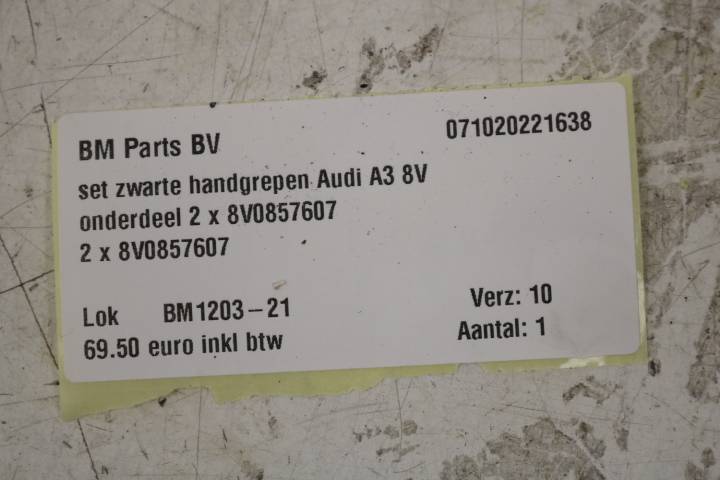 BM Parts BV 071020221638
set zwarte handgrepen Audi A3 8V
onderdeel 2 x 8V0857607
2 x 8V0857607
Lok BM1203-21 Verz: 10
69.50 euro inkl btw Aantal: 1